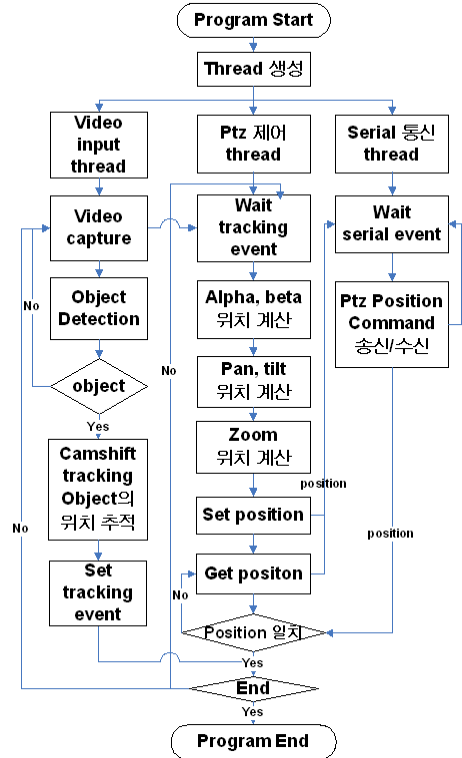 Program Start
Thread 생성
Video
input
thread
Ptz 제어
thread
Serial 통신
thread
Video
capture
Wait
tracking
event
Wait
serial event
No
Object
Detection
Alpha, beta
위치 계산
Ptz Position
Command
송신/수신
object
No
Pan, tilt
위치 계산
Yes
Camshift
tracking
Object의
위치 추적
Zoom
위치 계산
position
No
Set position
position
Set
tracking
event
Get positon
No
Position 일치
Yes
End
Yes
Program End